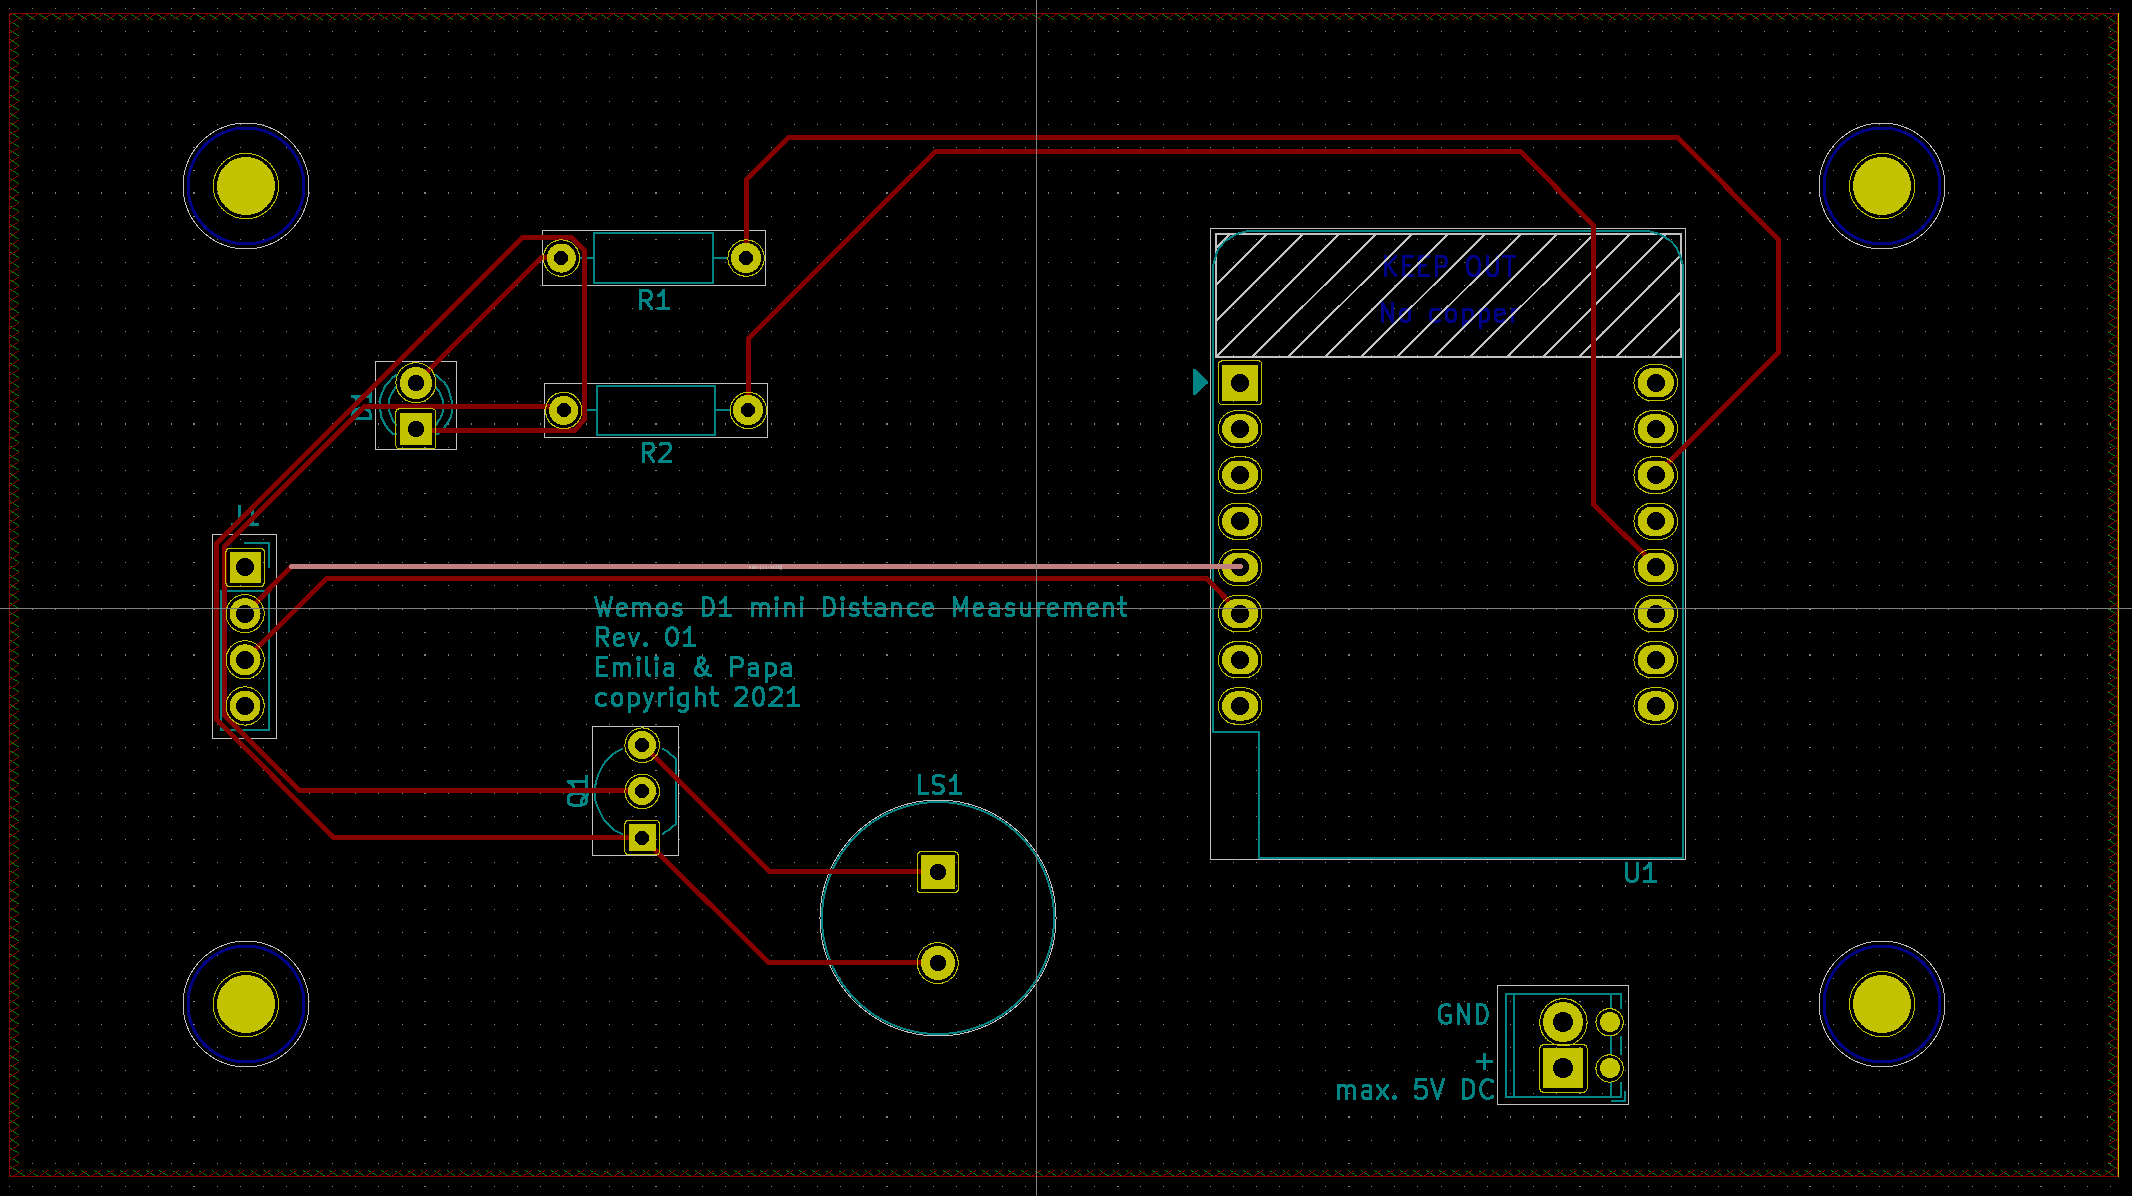 KEEP OUT
No copper
R1
D1
R2
J1
Wemos D1 mini Distance Measurement
Rev. 01
Emilia & Papa
copyright 2021
Q1
LS1
U1
GND
+
max. 5V DC